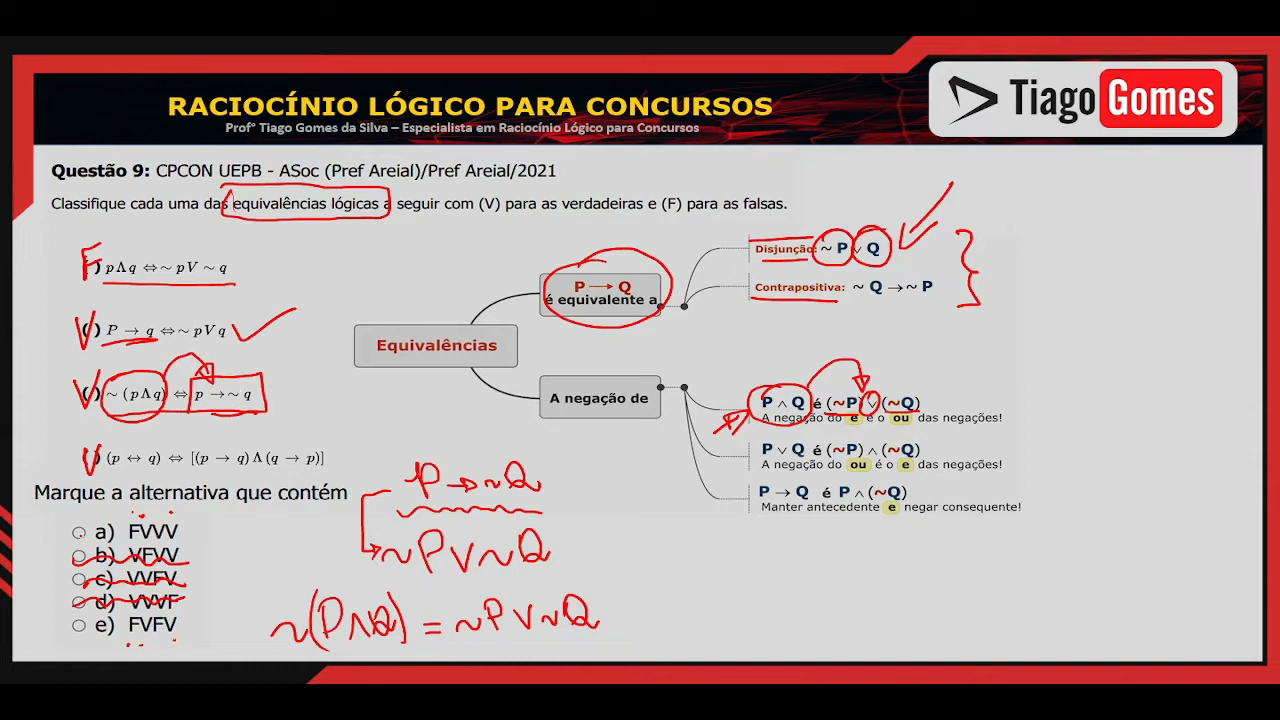 Tiago Gomes
RACIOCÍNIO LÓGICO PARA CONCURSOS
Prof° Tiago Gomes da Silva – Especialista em Raciocínio Lógico para Concursos
Questão 9: CPCON UEPB - ASoc (Pref Areial)/Pref Areial/2021
Classifique cada uma das equivalências lógicas a seguir com (V) para as verdadeiras e (F) para as falsas.
F ( ) p Λ q ⇔ ~ p V ~ q
V ( ) P → q ⇔ ~ p V q
V ( ) ~ (p Λ q) ⇔ p → ~ q
V ( ) (p ↔ q) ⇔ [(p → q) Λ (q → p)]
Marque a alternativa que contém
a) FVVV
b) VFVV
c) VVFV
d) VVVF
e) FVFV
Equivalências
P → Q
é equivalente a
Disjunção: ~ P ∨ Q
Contrapositiva: ~ Q → ~ P
A negação de
P ∧ Q é (~P) ∨ (~Q)
A negação do e é o ou das negações!
P ∨ Q é (~P) ∧ (~Q)
A negação do ou é o e das negações!
P → Q é P ∧ (~Q)
Manter antecedente e negar consequente!
P → ~Q
~P V ~Q
~(P ∧ Q) = ~P V ~Q